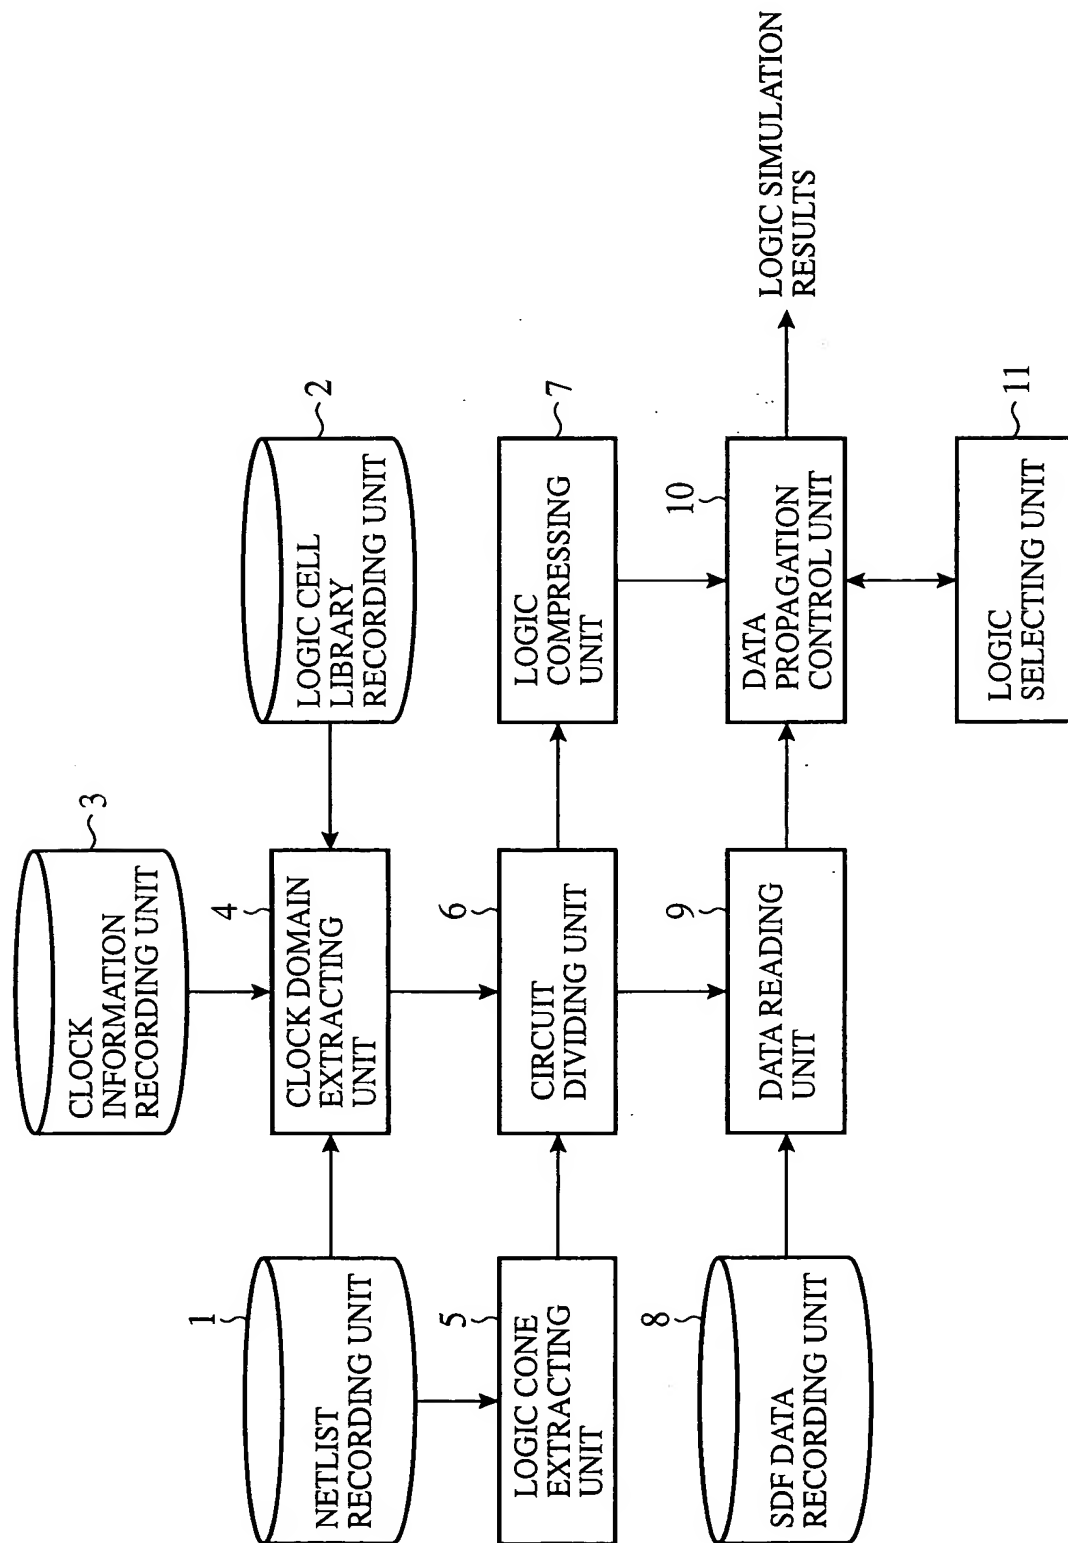 3
CLOCK
INFORMATION
RECORDING UNIT
1
NETLIST
RECORDING UNIT
4
CLOCK DOMAIN
EXTRACTING
UNIT
2
LOGIC CELL
LIBRARY
RECORDING UNIT
5
LOGIC CONE
EXTRACTING
UNIT
6
CIRCUIT
DIVIDING UNIT
7
LOGIC
COMPRESSING
UNIT
8
SDF DATA
RECORDING UNIT
9
DATA READING
UNIT
10
DATA
PROPAGATION
CONTROL UNIT
LOGIC SIMULATION
RESULTS
11
LOGIC
SELECTING UNIT